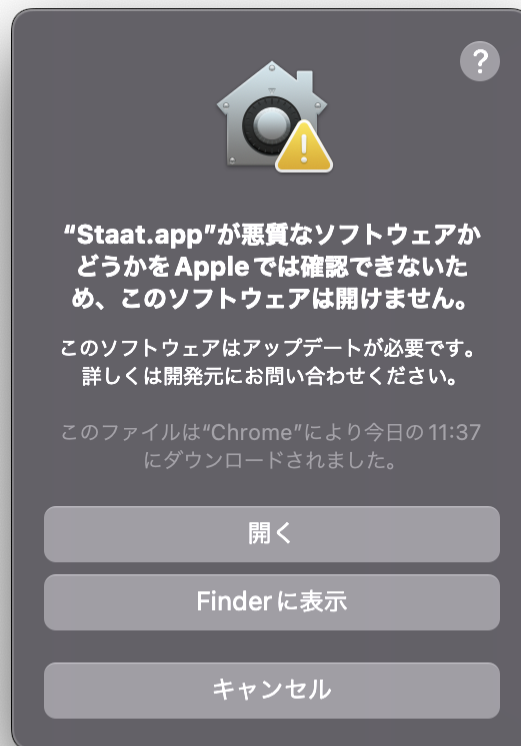 ?
“Staat.app”が悪質なソフトウェアか
どうかをAppleでは確認できないた
め、このソフトウェアは開けません。
このソフトウェアはアップデートが必要です。
詳しくは開発元にお問い合わせください。
このファイルは“Chrome”により今日の11:37
にダウンロードされました。
開く
Finderに表示
キャンセル